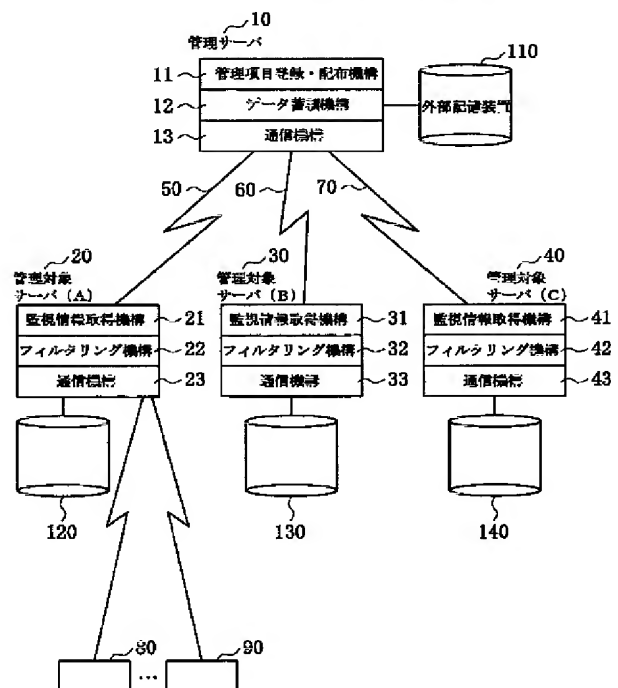 10
管理サーバ
110
11 管理項目登録・配布機構
12 データ蓄積機構
外部記憶装置
13 通信機構
50 60 70
20 30 40
管理対象 管理対象 管理対象
サーバ（A） サーバ（B） サーバ（C）
監視情報取得機構 21 監視情報取得機構 31 監視情報取得機構 41
フィルタリング機構 22 フィルタリング機構 32 フィルタリング機構 42
通信機構 23 通信機構 33 通信機構 43
120 130 140
80 … 90